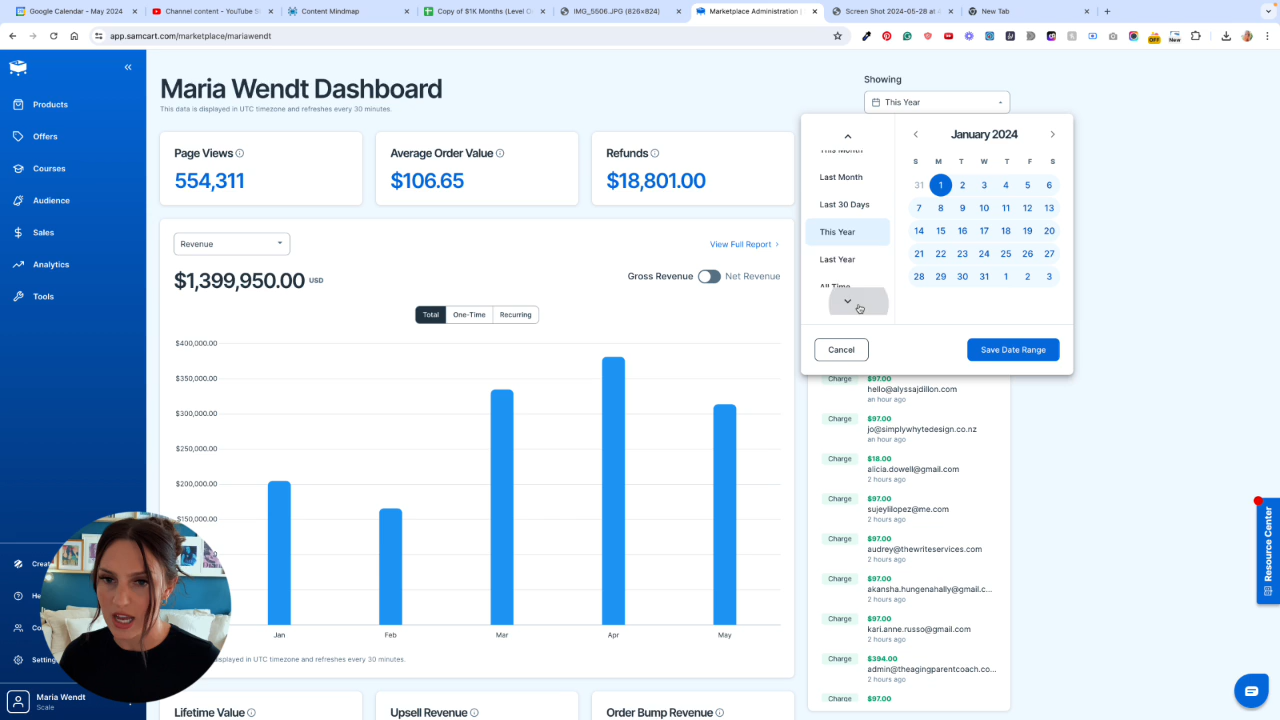 Google Calendar - May 2024
content - YouTube S
Content Mindmap
Copy of $1K Months (Level O
IMG_5506.JPG (826×824)
Marketplace Administration
Screen Shot 2024-05-28 at 4
New Tab
app.samcart.com/marketplace/mariawendt
OFF
New
Products
Offers
Courses
Audience
Sales
Analytics
Tools
Settin
Maria Wendt
Scale
Maria Wendt Dashboard
This data is displayed in UTC timezone and refreshes every 30 minutes.
Showing
This Year
Page Views
554,311
Average Order Value
$106.65
Refunds
$18,801.00
Revenue
View Full Report
$1,399,950.00 USD
Gross Revenue
Net Revenue
Total
One-Time
Recurring
$400,000.00
$350,000.00
$300,000.00
$250,000.00
$200,000.00
$150,000.00
Jan
Feb
Mar
Apr
May
isplayed in UTC timezone and refreshes every 30 minutes.
Lifetime Value
Upsell Revenue
Order Bump Revenue
This Month
Last Month
Last 30 Days
This Year
Last Year
All Time
January 2024
S M T W T F S
31 1 2 3 4 5 6
7 8 9 10 11 12 13
14 15 16 17 18 19 20
21 22 23 24 25 26 27
28 29 30 31 1 2 3
Cancel
Save Date Range
Charge $97.00
hello@alyssajdillon.com
an hour ago
Charge $97.00
jo@simplywhytedesign.co.nz
an hour ago
Charge $18.00
alicia.dowell@gmail.com
2 hours ago
Charge $97.00
sujeylilopez@me.com
2 hours ago
Charge $97.00
audrey@thewriteservices.com
2 hours ago
Charge $97.00
akansha.hungenahally@gmail.c...
2 hours ago
Charge $97.00
kari.anne.russo@gmail.com
2 hours ago
Charge $394.00
admin@theagingparentcoach.co...
2 hours ago
Charge $97.00
Resource Center